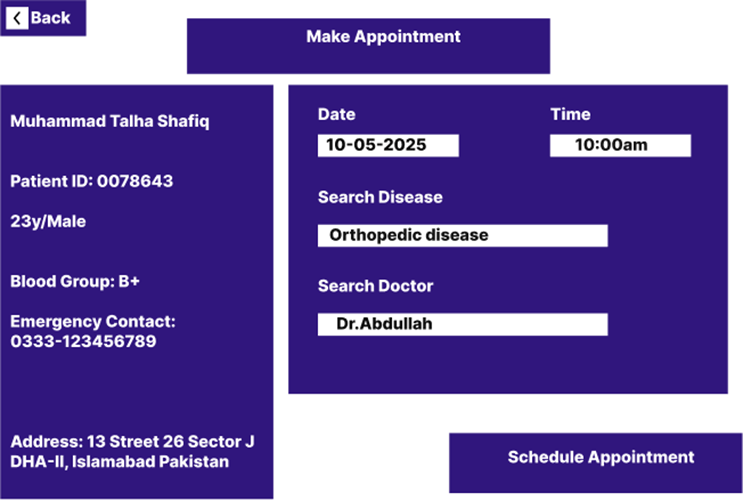 Back
Make Appointment
Muhammad Talha Shafiq
Patient ID: 0078643
23y/Male
Blood Group: B+
Emergency Contact:
0333-123456789
Address: 13 Street 26 Sector J
DHA-II, Islamabad Pakistan
Date
Time
10-05-2025
10:00am
Search Disease
Orthopedic disease
Search Doctor
Dr.Abdullah
Schedule Appointment